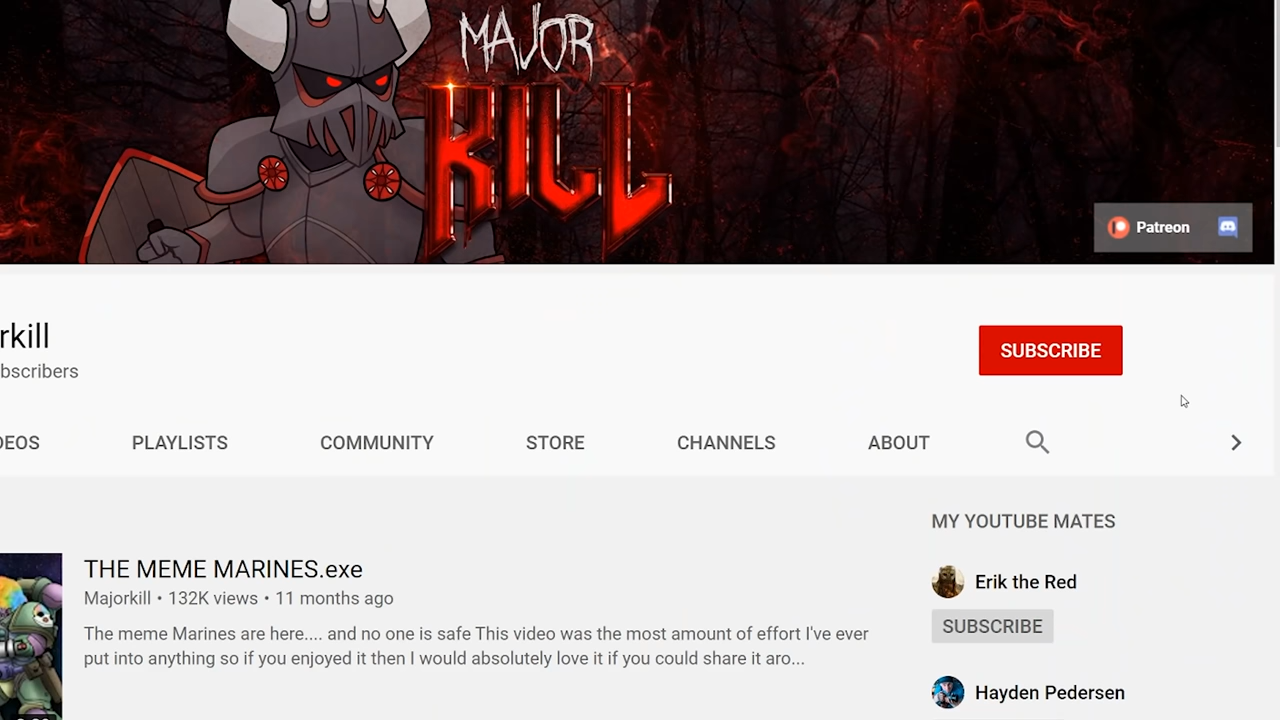 MAJOR
KILL
Patreon
rkill
bscribers
SUBSCRIBE
DEOS PLAYLISTS COMMUNITY STORE CHANNELS ABOUT
MY YOUTUBE MATES
THE MEME MARINES.exe
Majorkill • 132K views • 11 months ago
The meme Marines are here.... and no one is safe This video was the most amount of effort I've ever
put into anything so if you enjoyed it then I would absolutely love it if you could share it aro...
Erik the Red
SUBSCRIBE
Hayden Pedersen